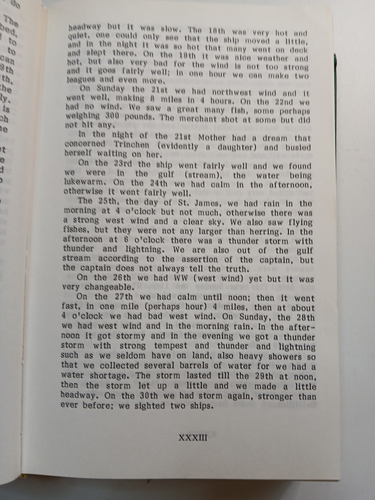 headway but it was slow. The 18th was very hot and
quiet, one could only see that the ship moved a little,
and in the night it was so hot that many went on deck
and slept there. On the 19th it was nice weather and
hot, but also very bad for the wind is too strong
and it goes fairly well; in one hour we can make two
leagues and even more.
On Sunday the 21st we had northwest wind and it
went well, making 8 miles in 4 hours. On the 22nd we
had no wind. We saw a great many fish, some perhaps
weighing 300 pounds. The merchant shot at some but did
not hit any.
In the night of the 21st Mother had a dream that
concerned Trinchen (evidently a daughter) and busied
herself waiting on her.
On the 23rd the ship went fairly well and we found
we were in the gulf (stream), the water being
lukewarm. On the 24th we had calm in the afternoon,
otherwise it went fairly well.
The 25th, the day of St. James, we had rain in the
morning at 4 o'clock but not much, otherwise there was
a strong west wind and a clear sky. We also saw flying
fishes, but they were not any larger than herring. In the
afternoon at 6 o'clock there was a thunder storm with
thunder and lightning. We are also out of the gulf
stream according to the assertion of the captain, but
the captain does not always tell the truth.
On the 26th we had WW (west wind) yet but it was
very changeable.
On the 27th we had calm until noon; then it went
fast, in one mile (perhaps hour) 4 miles, then at about
4 o'clock we had bad west wind. On Sunday, the 28th
we had west wind and in the morning rain. In the after-
noon it got stormy and in the evening we got a thunder
storm with strong tempest and thunder and lightning
such as we seldom have on land, also heavy showers so
that we collected several barrels of water for we had a
water shortage. The storm lasted till the 29th at noon,
then the storm let up a little and we made a little
headway. On the 30th we had storm again, stronger
than ever before; we sighted two ships.
XXXIII